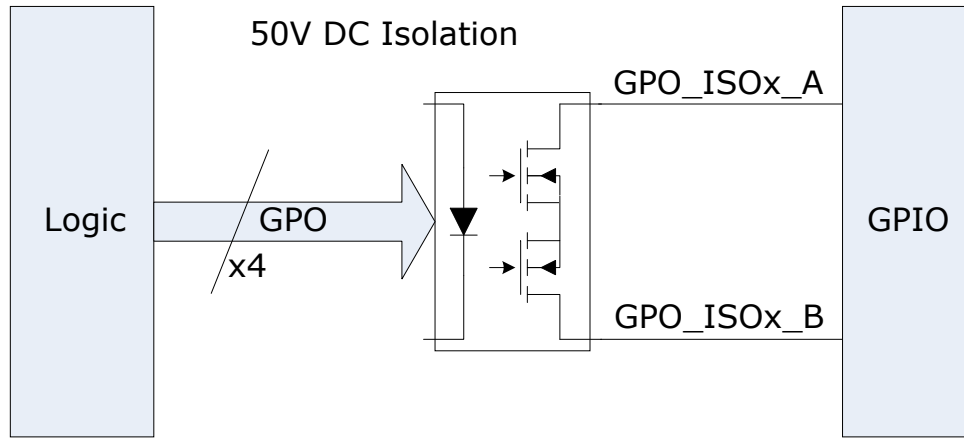 50V DC Isolation
GPO_ISOx_A
Logic
GPO
x4
GPIO
GPO_ISOx_B